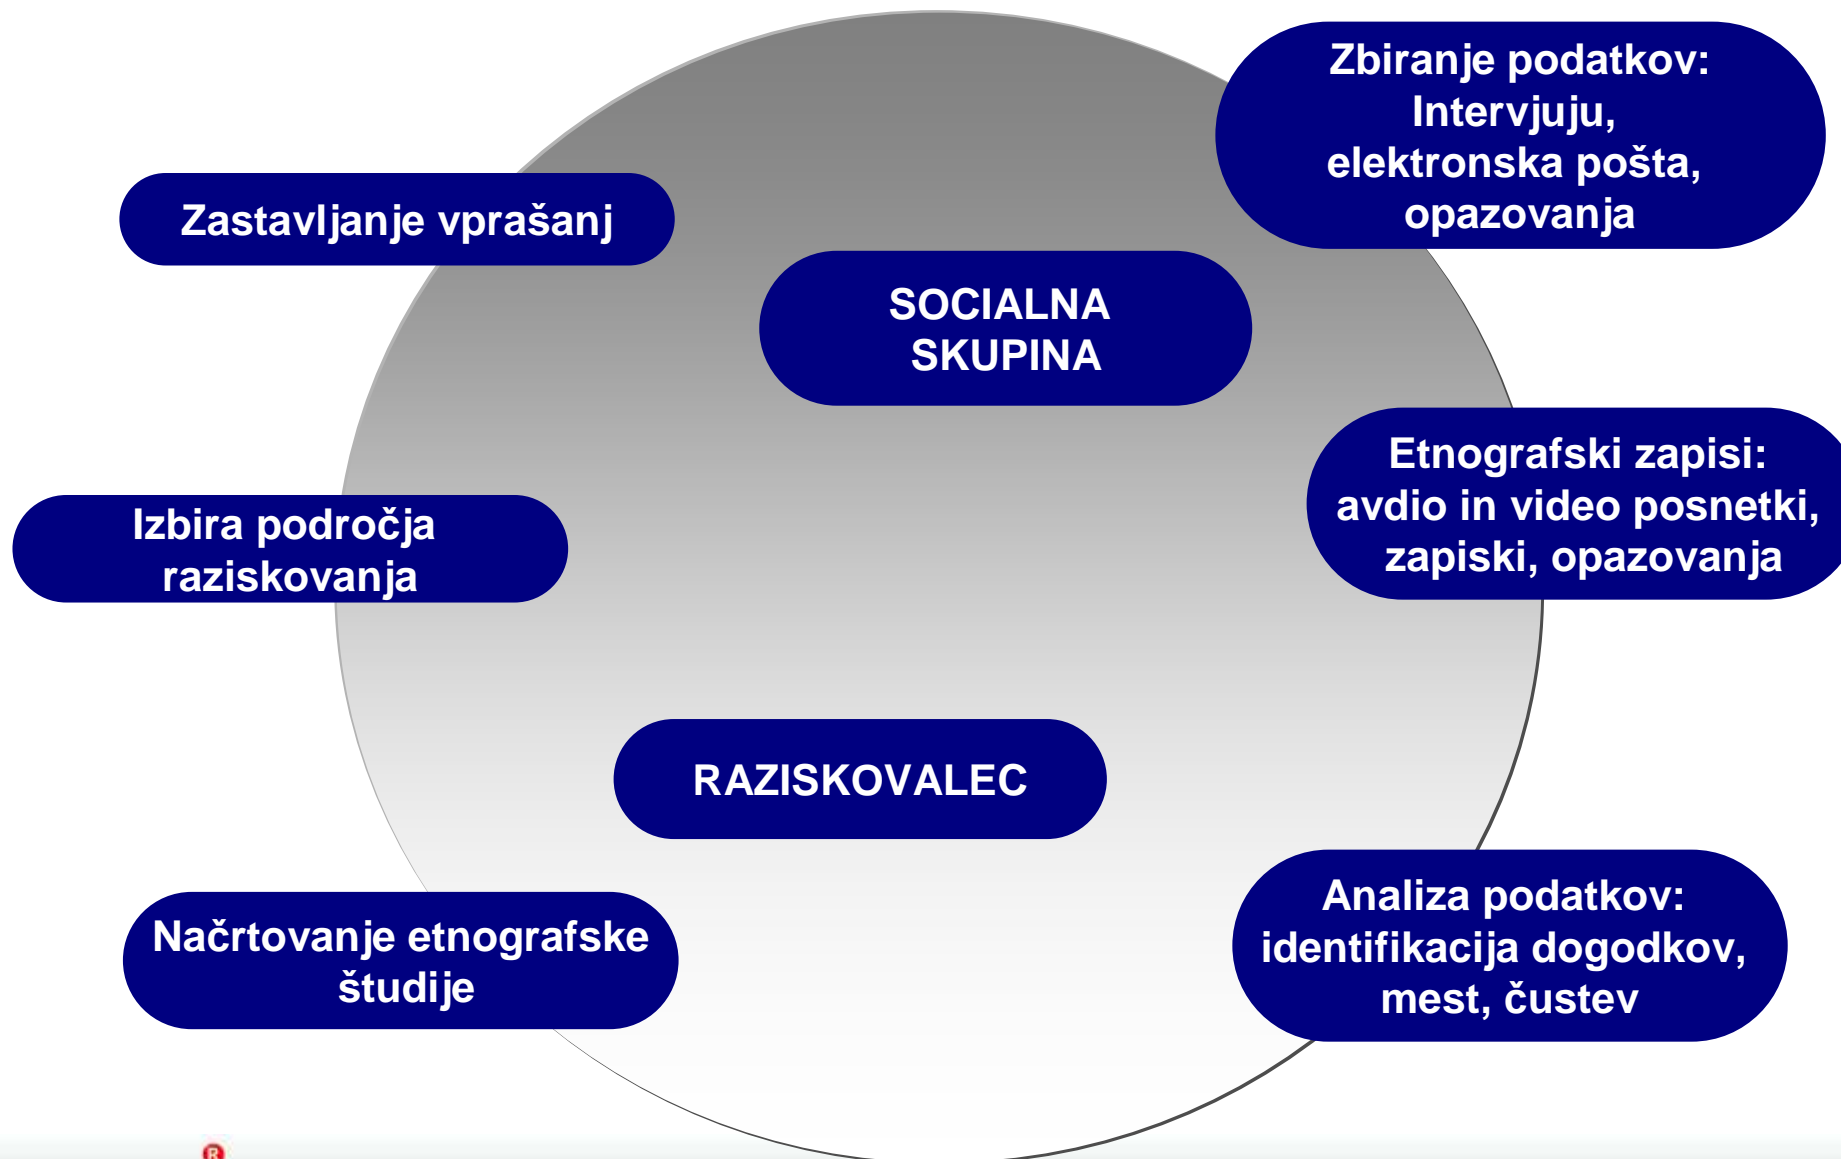 Zbiranje podatkov:
Intervjuju,
elektronska pošta,
opazovanja
Zastavljanje vprašanj
SOCIALNA
SKUPINA
Etnografski zapisi:
avdio in video posnetki,
zapiski, opazovanja
Izbira področja
raziskovanja
RAZISKOVALEC
Analiza podatkov:
identifikacija dogodkov,
mest, čustev
Načrtovanje etnografske
študije
®